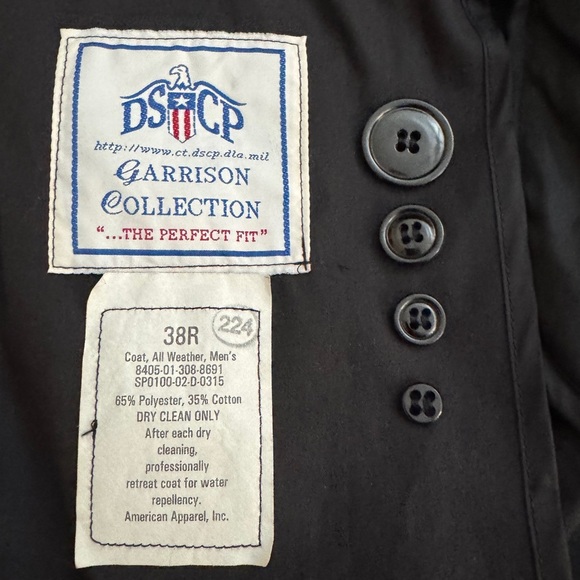 DSCP
http://www.ct.dscp.dla.mil
GARRISON
COLLECTION
"...THE PERFECT FIT"
38R
224
Coat, All Weather, Men's
8405-01-308-8691
SP0100-02-D-0315
65% Polyester, 35% Cotton
DRY CLEAN ONLY
After each dry
cleaning,
professionally
retreat coat for water
repellency.
American Apparel, Inc.